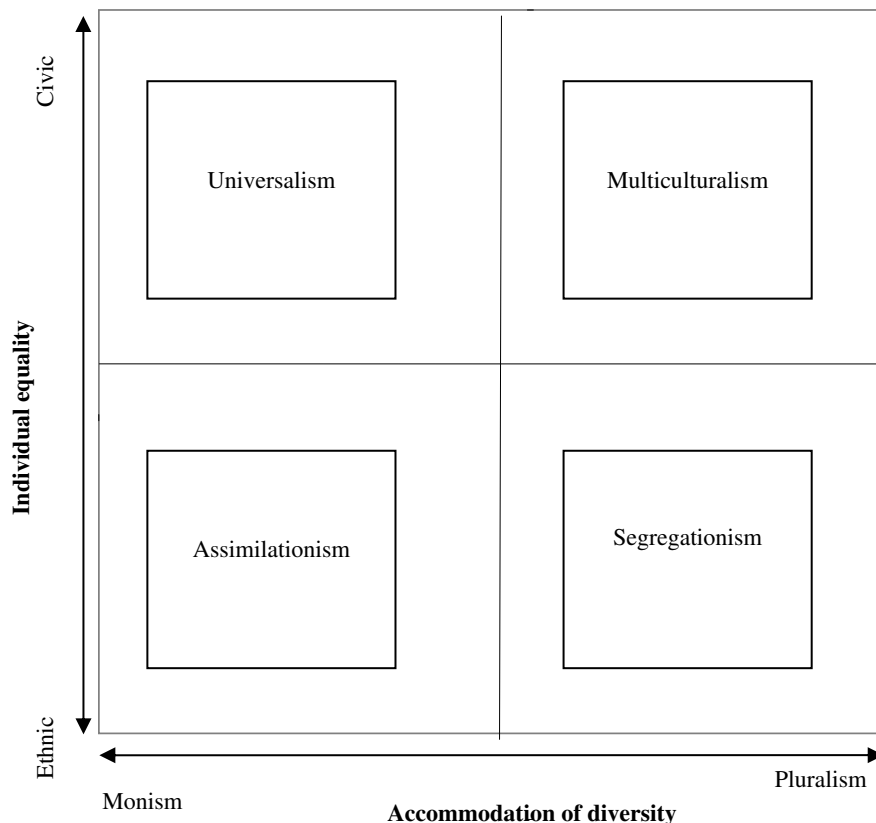 Civic
Universalism
Multiculturalism
Individual equality
Assimilationism
Segregationism
Ethnic
Monism
Pluralism
Accommodation of diversity